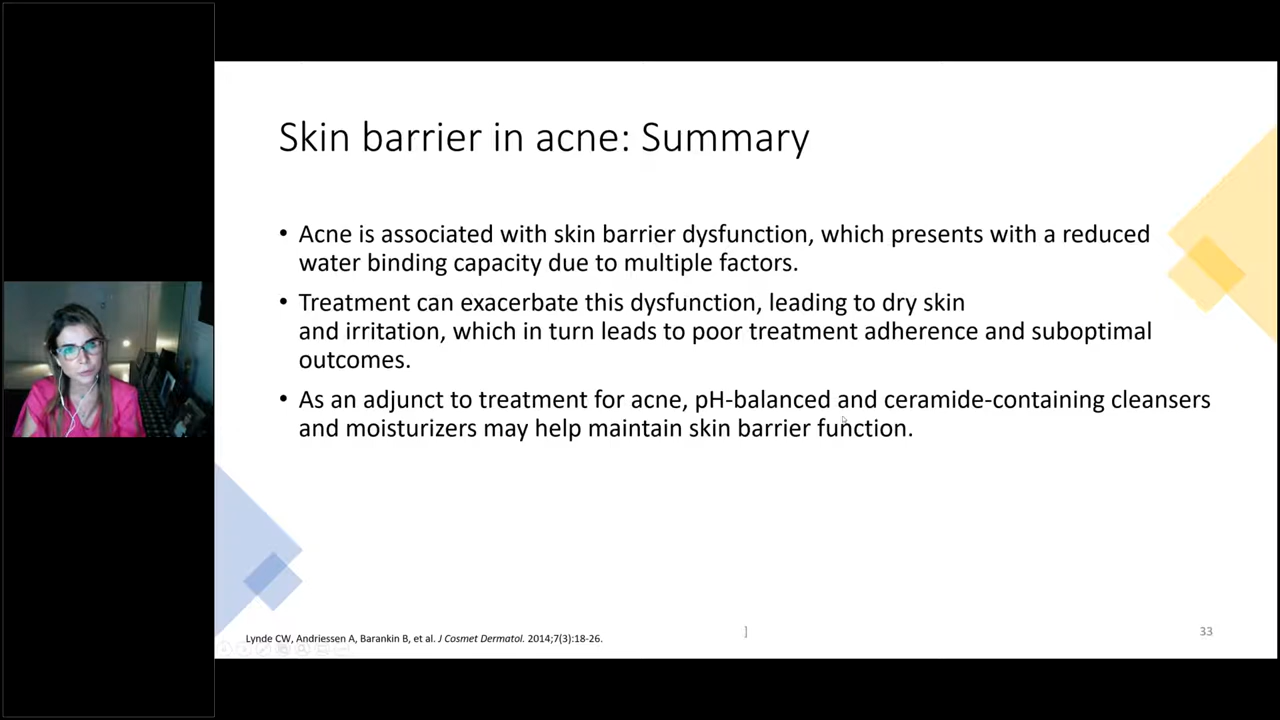 Skin barrier in acne: Summary
• Acne is associated with skin barrier dysfunction, which presents with a reduced
water binding capacity due to multiple factors.
• Treatment can exacerbate this dysfunction, leading to dry skin
and irritation, which in turn leads to poor treatment adherence and suboptimal
outcomes.
• As an adjunct to treatment for acne, pH-balanced and ceramide-containing cleansers
and moisturizers may help maintain skin barrier function.
Lynde CW, Andriessen A, Barankin B, et al. J Cosmet Dermatol. 2014;7(3):18-26.
]
33